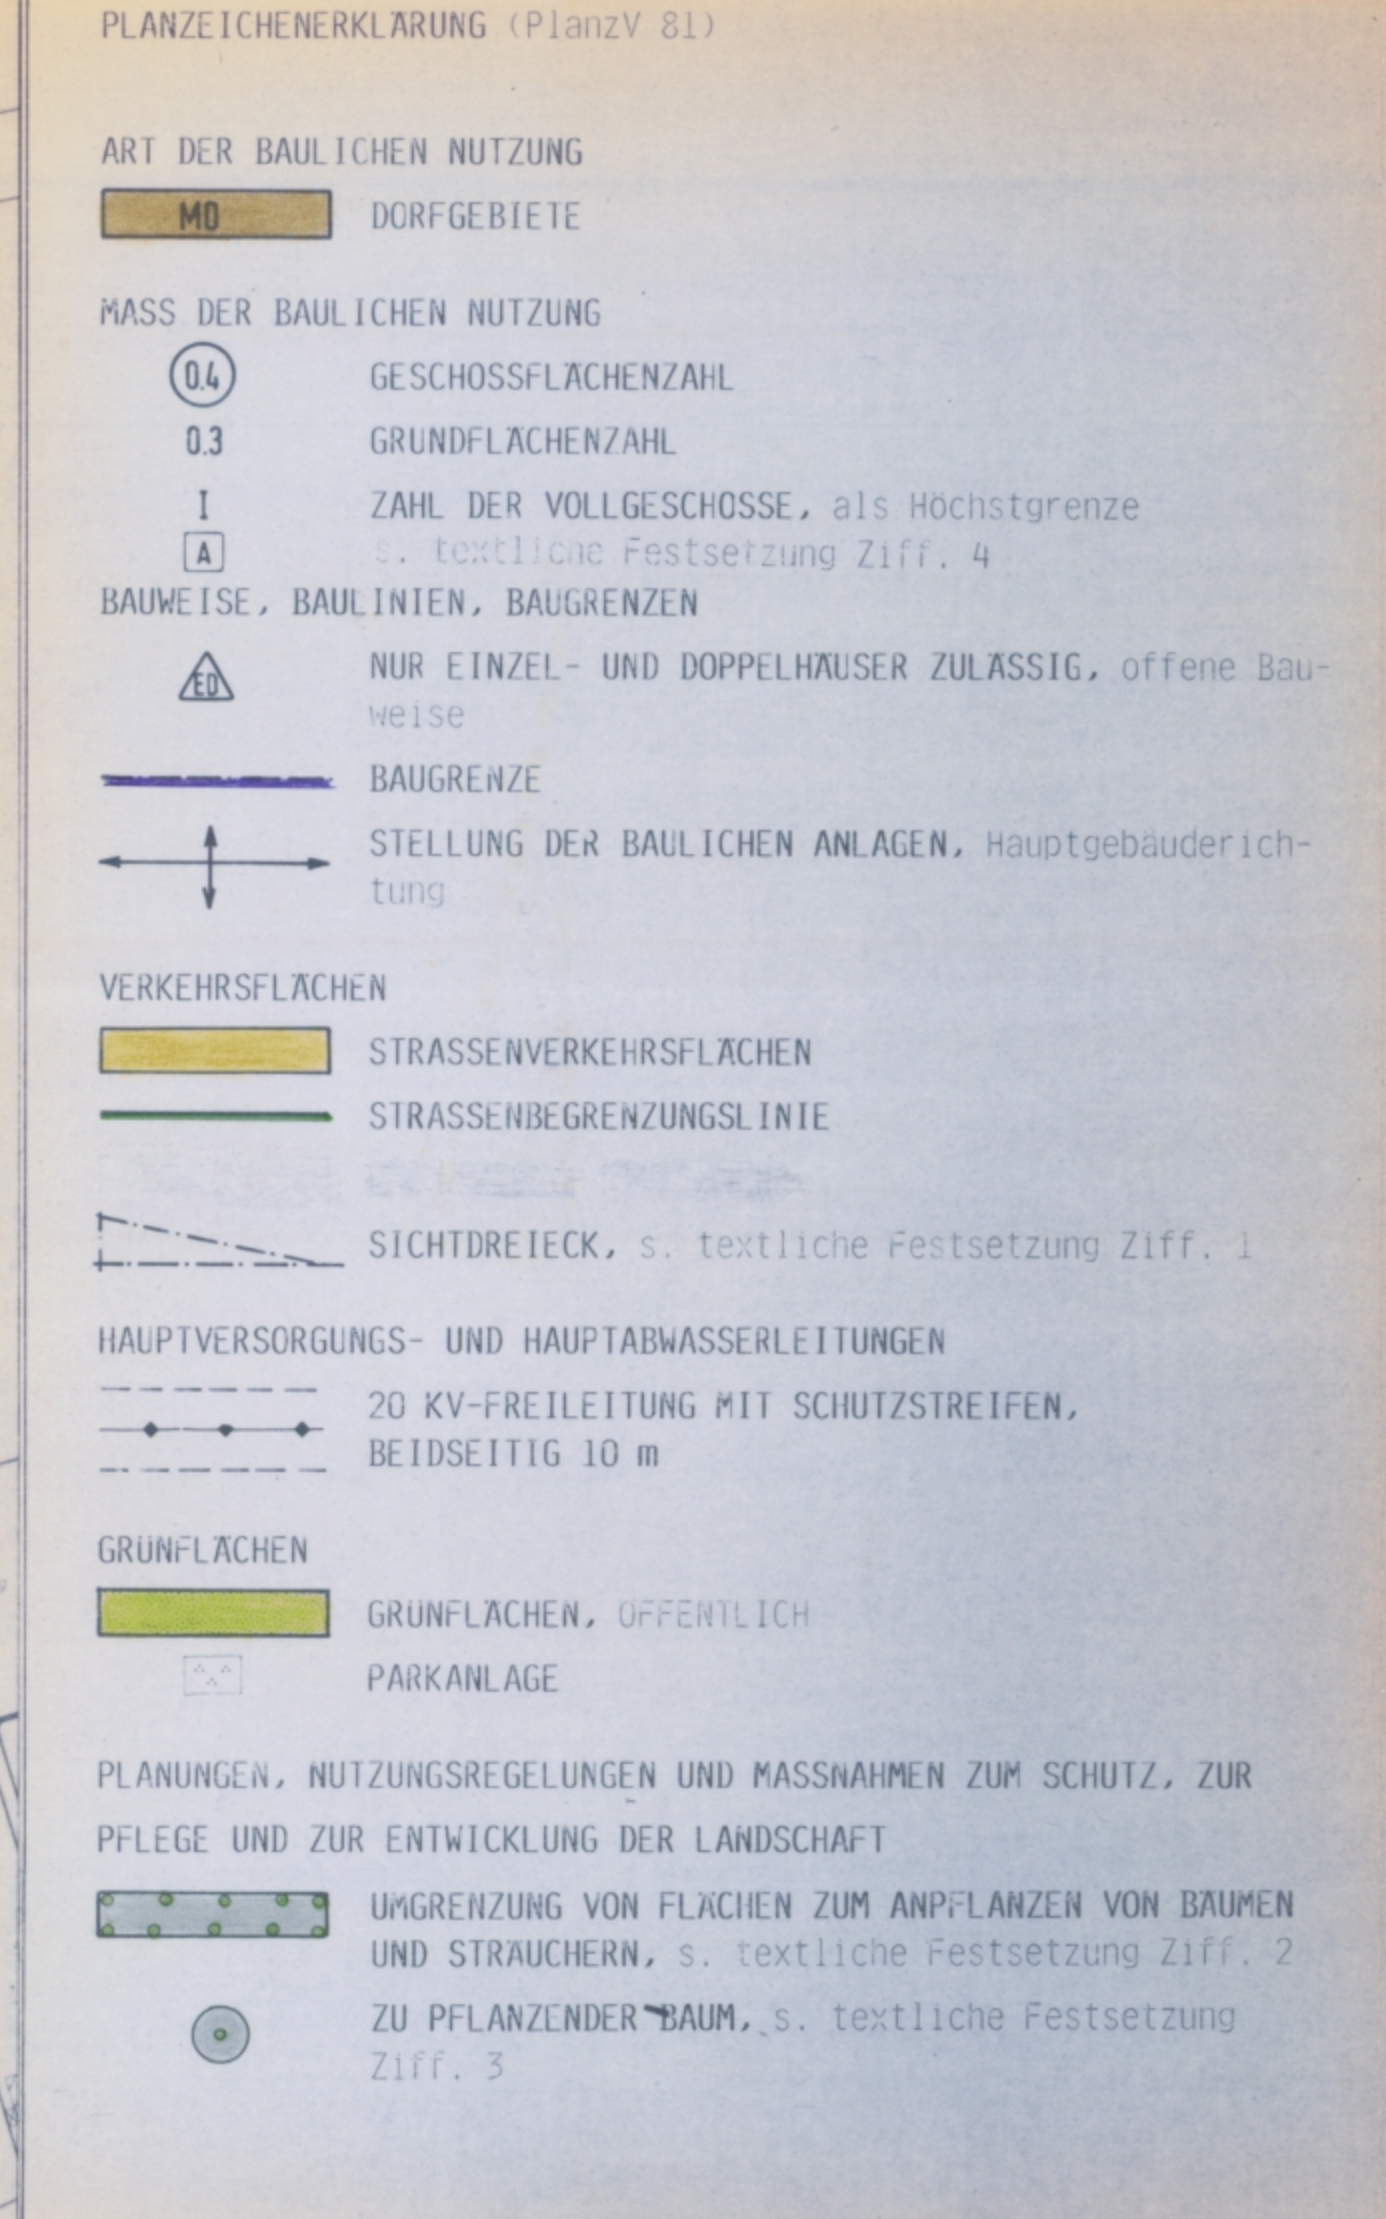 PLANZEICHENERKLÄRUNG (PlanzV 81)
ART DER BAULICHEN NUTZUNG
MD DORFGEBIETE
MASS DER BAULICHEN NUTZUNG
0.4 GESCHOSSFLÄCHENZAHL
0.3 GRUNDFLÄCHENZAHL
I ZAHL DER VOLLGESCHOSSE, als Höchstgrenze
A s. textliche Festsetzung Ziff. 4
BAUWEISE, BAULINIEN, BAUGRENZEN
ED NUR EINZEL- UND DOPPELHÄUSER ZULÄSSIG, offene Bau-
weise
BAUGRENZE
STELLUNG DER BAULICHEN ANLAGEN, Hauptgebäuderich-
tung
VERKEHRSFLÄCHEN
STRASSENVERKEHRSFLÄCHEN
STRASSENBEGRENZUNGSLINIE
SICHTDREIECK, s. textliche Festsetzung Ziff. 1
HAUPTVERSORGUNGS- UND HAUPTABWASSERLEITUNGEN
20 KV-FREILEITUNG MIT SCHUTZSTREIFEN,
BEIDSEITIG 10 m
GRÜNFLÄCHEN
GRÜNFLÄCHEN, ÖFFENTLICH
PARKANLAGE
PLANUNGEN, NUTZUNGSREGELUNGEN UND MASSNAHMEN ZUM SCHUTZ, ZUR
PFLEGE UND ZUR ENTWICKLUNG DER LANDSCHAFT
UMGRENZUNG VON FLÄCHEN ZUM ANPFLANZEN VON BÄUMEN
UND STRÄUCHERN, s. textliche Festsetzung Ziff. 2
ZU PFLANZENDER BAUM, s. textliche Festsetzung
Ziff. 3